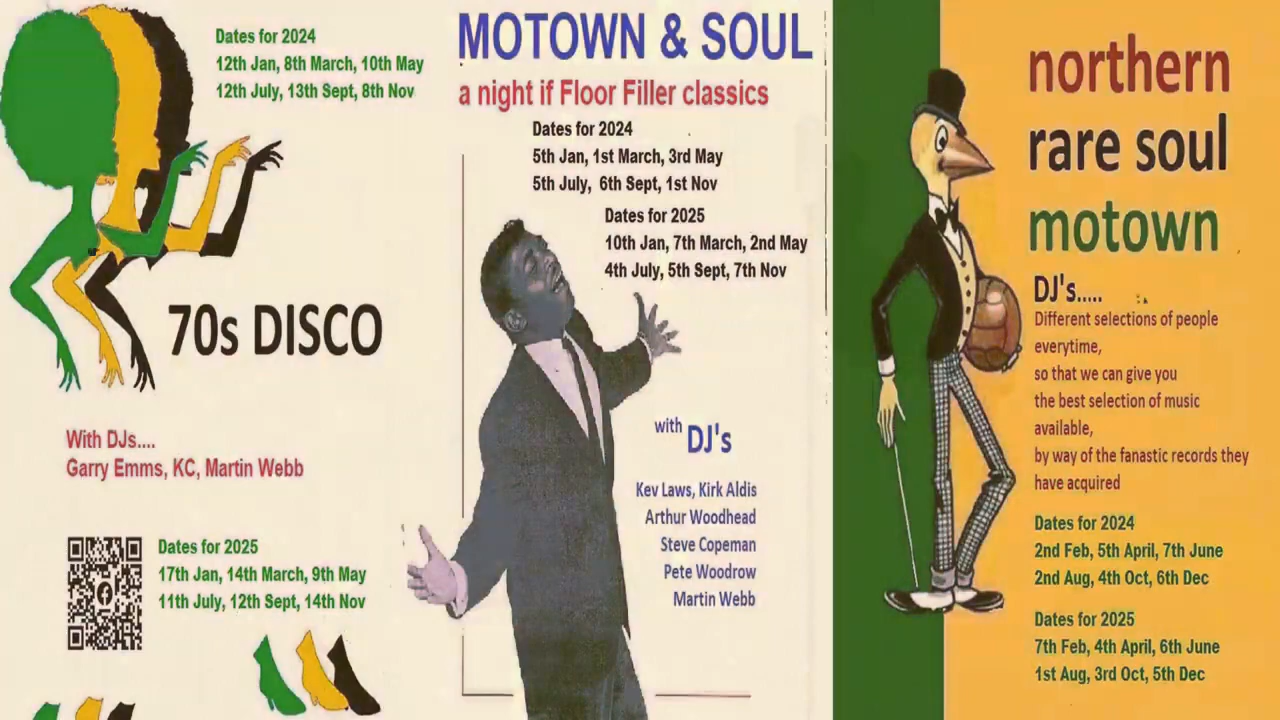 Dates for 2024
12th Jan, 8th March, 10th May
12th July, 13th Sept, 8th Nov
70s DISCO
With DJs....
Garry Emms, KC, Martin Webb
Dates for 2025
17th Jan, 14th March, 9th May
11th July, 12th Sept, 14th Nov
MOTOWN & SOUL
a night if Floor Filler classics
Dates for 2024
5th Jan, 1st March, 3rd May
5th July, 6th Sept, 1st Nov
Dates for 2025
10th Jan, 7th March, 2nd May
4th July, 5th Sept, 7th Nov
with DJ's
Kev Laws, Kirk Aldis
Arthur Woodhead
Steve Copeman
Pete Woodrow
Martin Webb
northern
rare soul
motown
DJ's.....
Different selections of people
everytime,
so that we can give you
the best selection of music
available,
by way of the fanastic records they
have acquired
Dates for 2024
2nd Feb, 5th April, 7th June
2nd Aug, 4th Oct, 6th Dec
Dates for 2025
7th Feb, 4th April, 6th June
1st Aug, 3rd Oct, 5th Dec